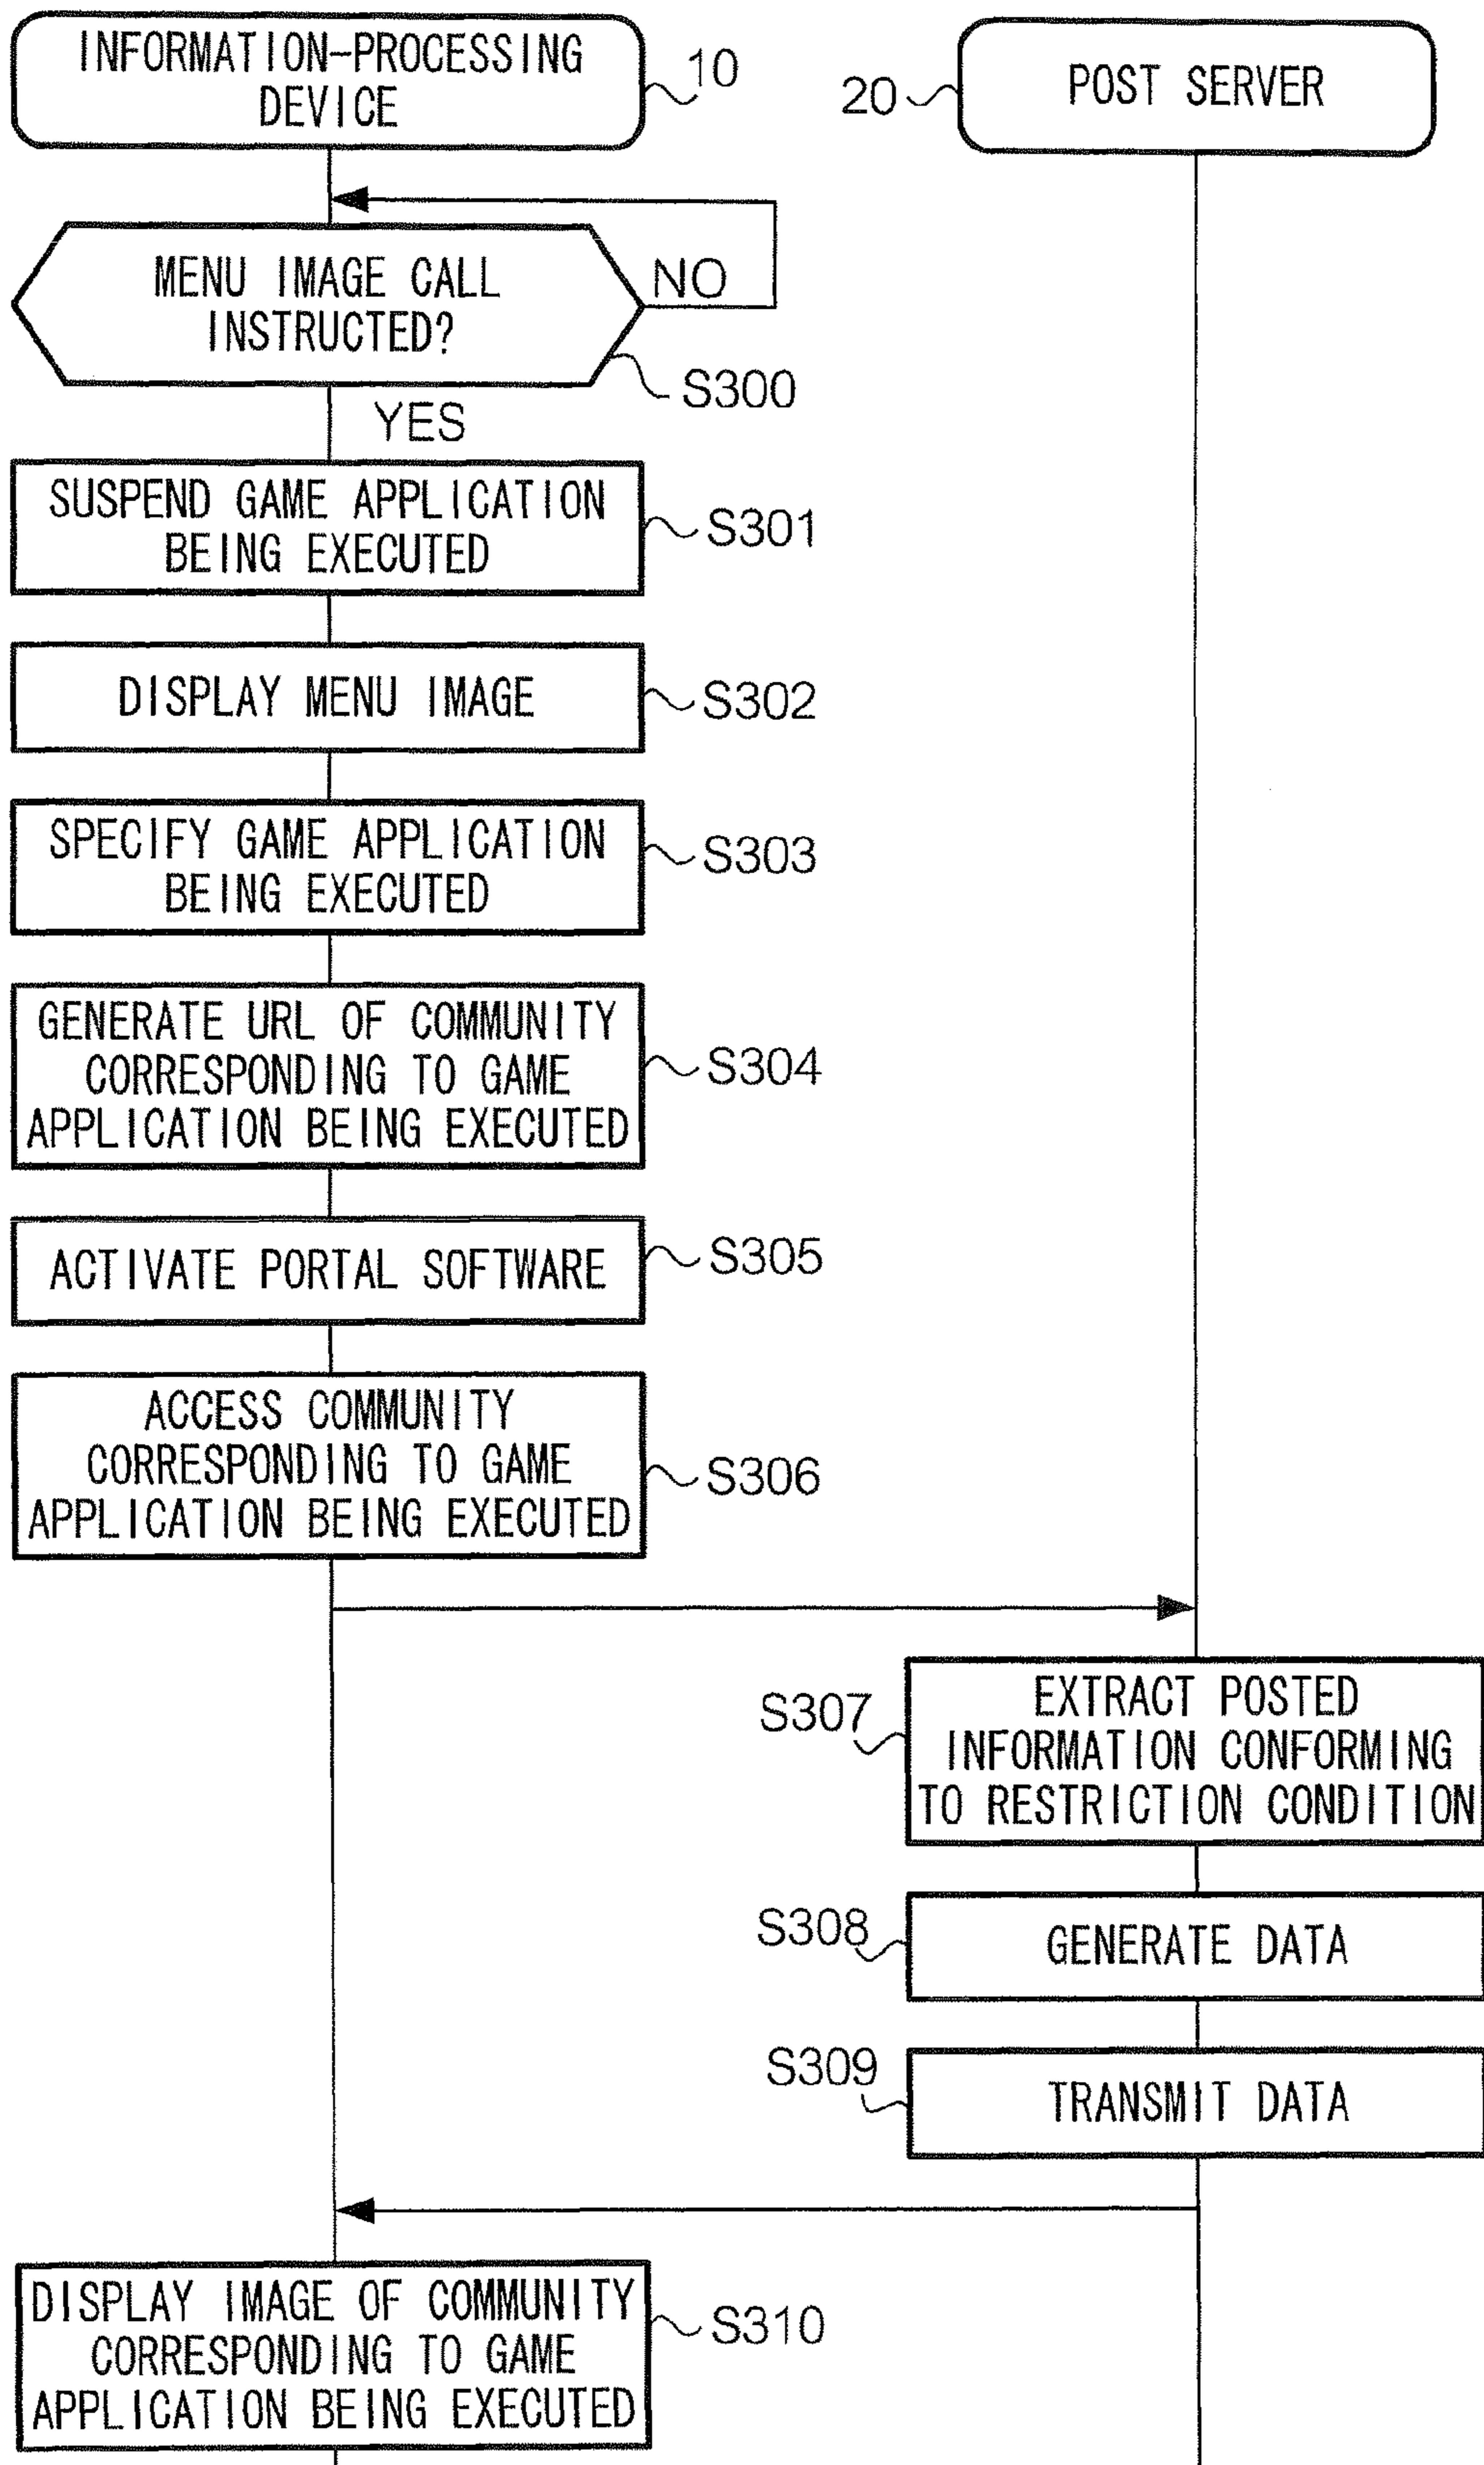 INFORMATION-PROCESSING
DEVICE
10
20
POST SERVER
MENU IMAGE CALL
INSTRUCTED?
NO
S300
YES
SUSPEND GAME APPLICATION
BEING EXECUTED
S301
DISPLAY MENU IMAGE
S302
SPECIFY GAME APPLICATION
BEING EXECUTED
S303
GENERATE URL OF COMMUNITY
CORRESPONDING TO GAME
APPLICATION BEING EXECUTED
S304
ACTIVATE PORTAL SOFTWARE
S305
ACCESS COMMUNITY
CORRESPONDING TO GAME
APPLICATION BEING EXECUTED
S306
S307
EXTRACT POSTED
INFORMATION CONFORMING
TO RESTRICTION CONDITION
S308
GENERATE DATA
S309
TRANSMIT DATA
DISPLAY IMAGE OF COMMUNITY
CORRESPONDING TO GAME
APPLICATION BEING EXECUTED
S310